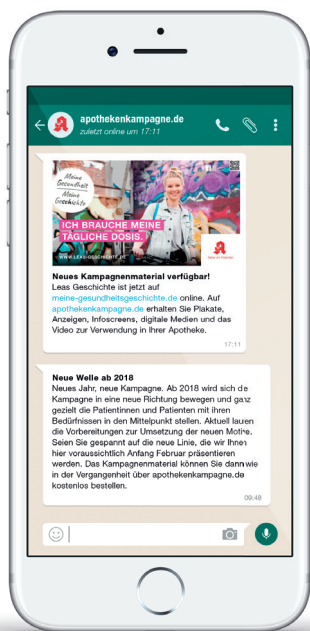 apothekenkampagne.de
zuletzt online um 17:11
Meine
Gesundheit
Meine
Geschichte
ICH BRAUCHE MEINE
TÄGLICHE DOSIS.
WWW.LEAS-GESCHICHTE.DE
Neues Kampagnenmaterial verfügbar!
Leas Geschichte ist jetzt auf
meine-gesundheitsgeschichte.de online. Auf
apothekenkampagne.de erhalten Sie Plakate,
Anzeigen, Infoscreens, digitale Medien und das
Video zur Verwendung in Ihrer Apotheke.
17:11
Neue Welle ab 2018
Neues Jahr, neue Kampagne. Ab 2018 wird sich die
Kampagne in eine neue Richtung bewegen und ganz
gezielt die Patientinnen und Patienten mit ihren
Bedürfnissen in den Mittelpunkt stellen. Aktuell laufen
die Vorbereitungen zur Umsetzung der neuen Motive.
Seien Sie gespannt auf die neue Linie, die wir Ihnen
hier voraussichtlich Anfang Februar präsentieren
werden. Das Kampagnenmaterial können Sie dann wie
in der Vergangenheit über apothekenkampagne.de
kostenlos bestellen.
09:48